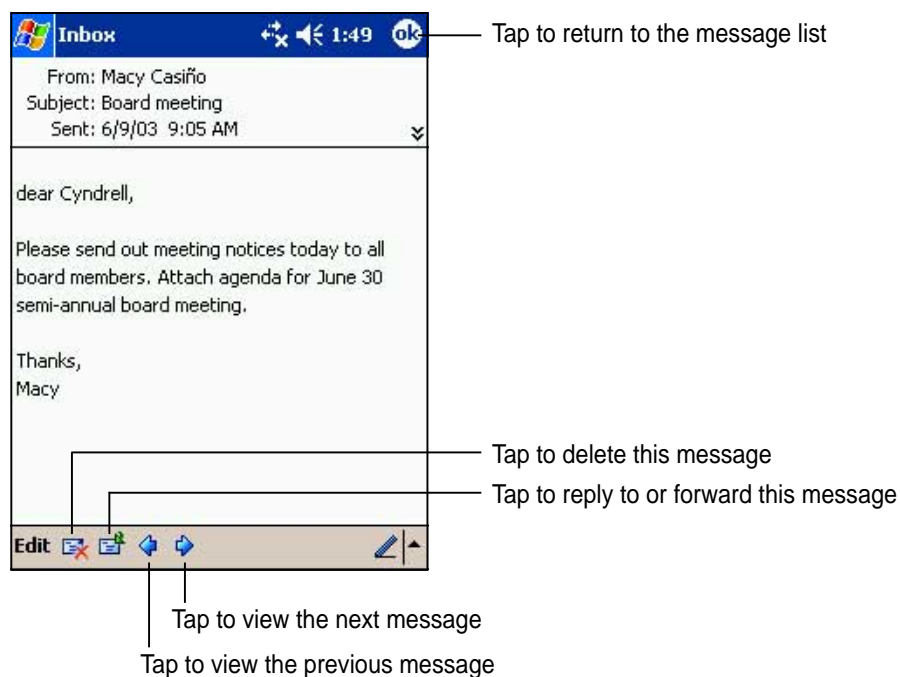 Inbox 1:49 ok
Tap to return to the message list
From: Macy Casiño
Subject: Board meeting
Sent: 6/9/03 9:05 AM
dear Cyndrell,
Please send out meeting notices today to all
board members. Attach agenda for June 30
semi-annual board meeting.
Thanks,
Macy
Tap to delete this message
Tap to reply to or forward this message
Edit
Tap to view the next message
Tap to view the previous message